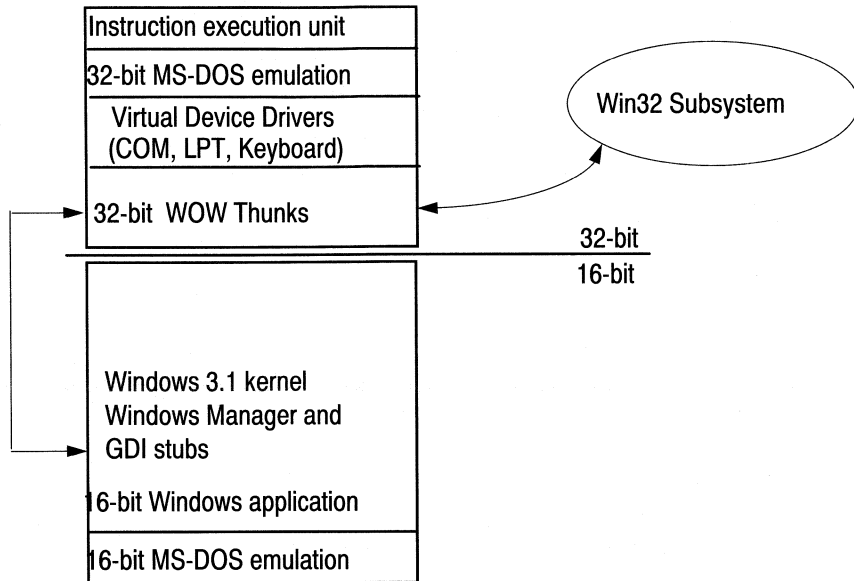 Instruction execution unit
32-bit MS-DOS emulation
Virtual Device Drivers
(COM, LPT, Keyboard)
32-bit WOW Thunks
Win32 Subsystem
32-bit
16-bit
Windows 3.1 kernel
Windows Manager and
GDI stubs
16-bit Windows application
16-bit MS-DOS emulation